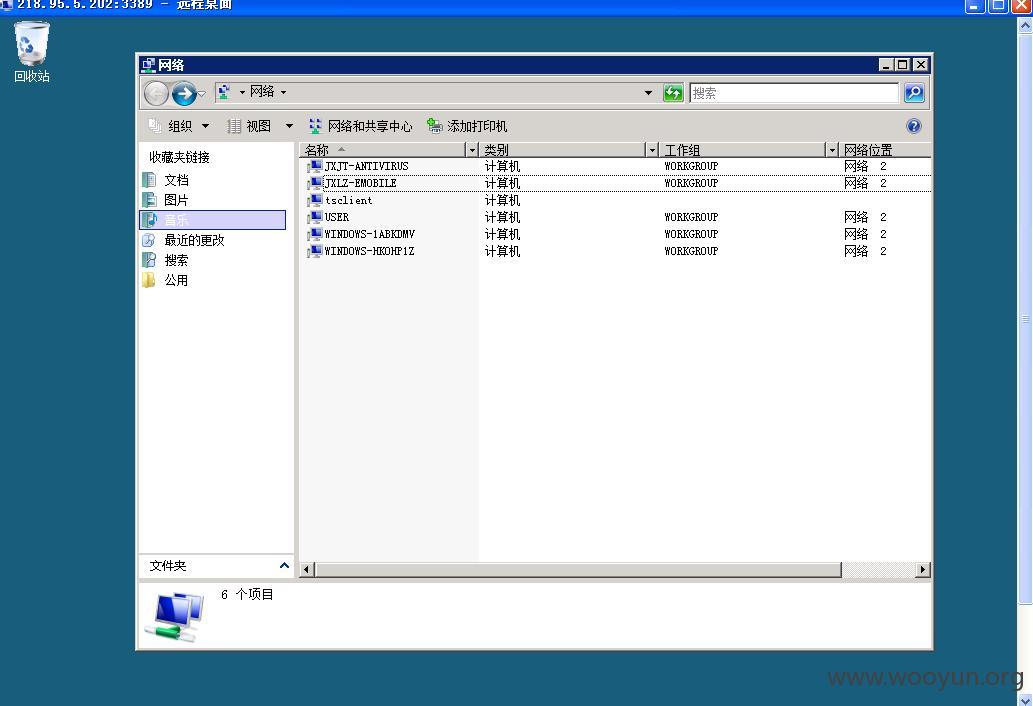 218.95.5.202:3389 - 远程桌面
回收站
网络
网络
搜索
组织 视图 网络和共享中心 添加打印机
收藏夹链接
文档
图片
音乐
最近的更改
搜索
公用
文件夹
名称 类别 工作组 网络位置
JXJT-ANTIVIRUS 计算机 WORKGROUP 网络 2
JXLZ-EMOBILE 计算机 WORKGROUP 网络 2
tsclient 计算机
USER 计算机 WORKGROUP 网络 2
WINDOWS-1ABKDMV 计算机 WORKGROUP 网络 2
WINDOWS-HKOHP1Z 计算机 WORKGROUP 网络 2
6 个项目
www.wooyun.org